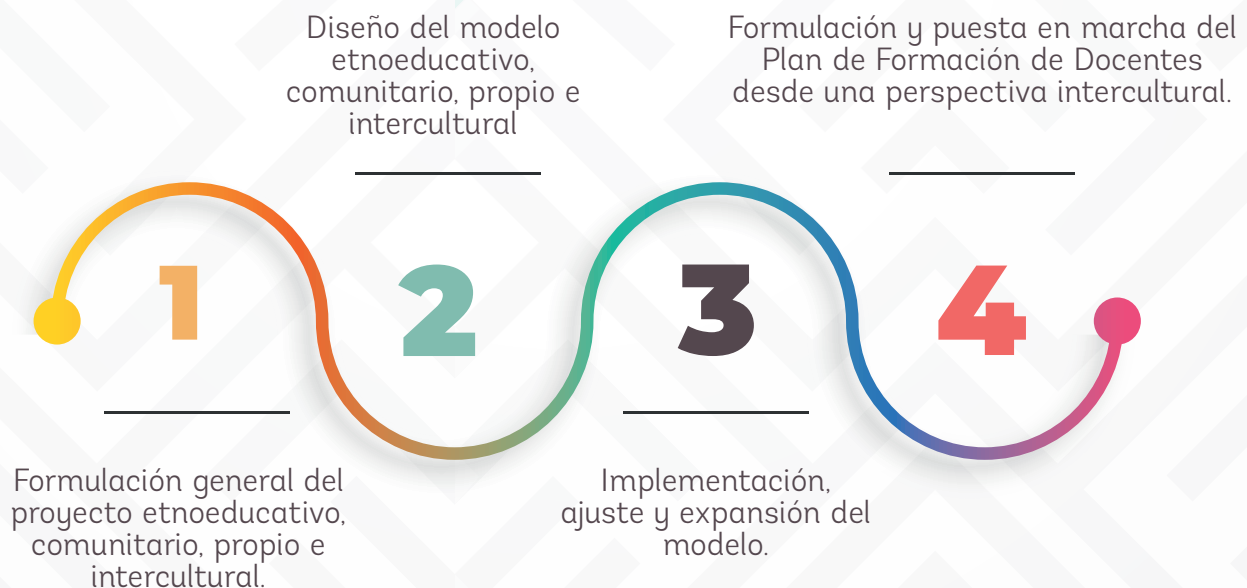 1
Formulación general del
proyecto etnoeducativo,
comunitario, propio e
intercultural.
Diseño del modelo
etnoeducativo,
comunitario, propio e
intercultural
2
3
Implementación,
ajuste y expansión del
modelo.
Formulación y puesta en marcha del
Plan de Formación de Docentes
desde una perspectiva intercultural.
4